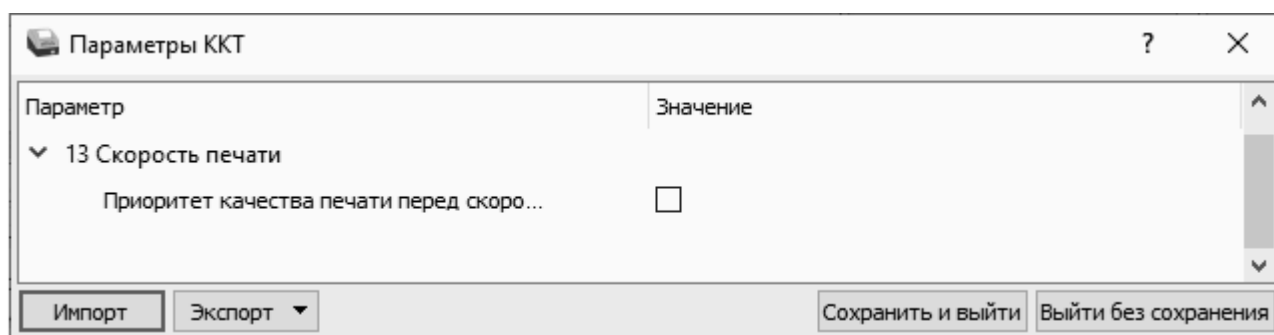 Параметры ККТ ?
Параметр Значение
13 Скорость печати
Приоритет качества печати перед скоро...
Импорт Экспорт Сохранить и выйти Выйти без сохранения